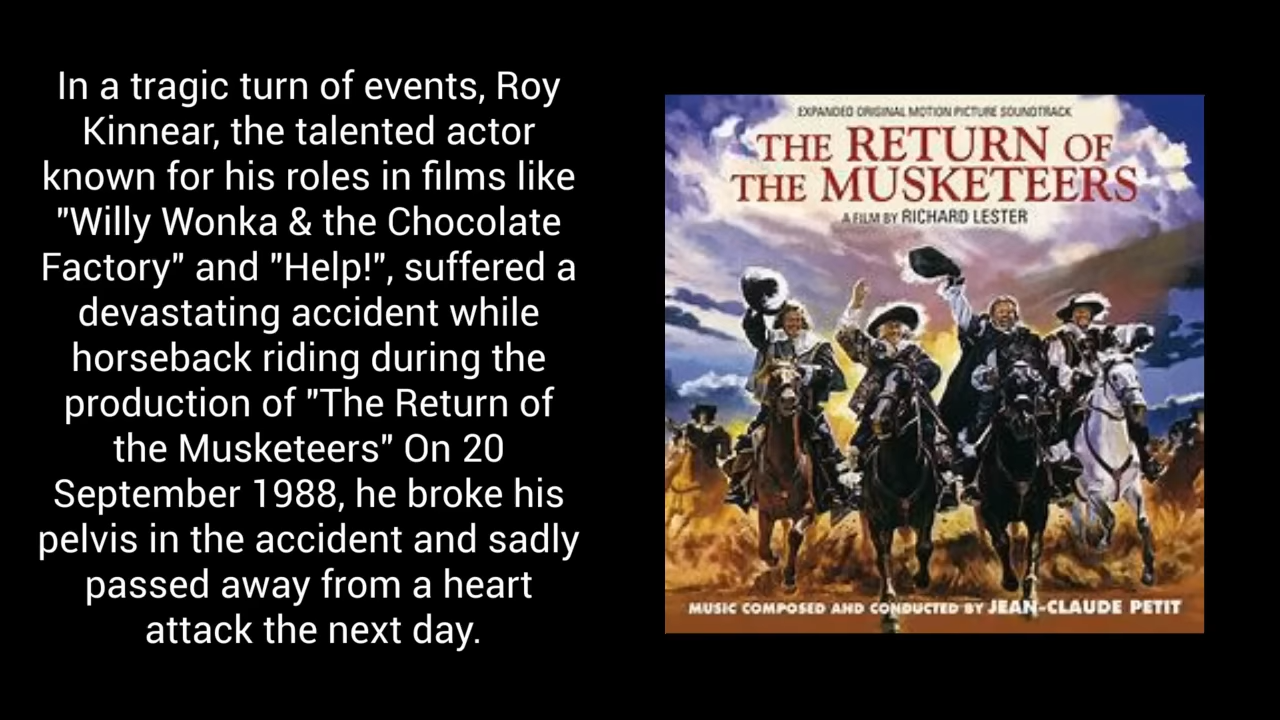 In a tragic turn of events, Roy
Kinnear, the talented actor
known for his roles in films like
"Willy Wonka & the Chocolate
Factory" and "Help!", suffered a
devastating accident while
horseback riding during the
production of "The Return of
the Musketeers" On 20
September 1988, he broke his
pelvis in the accident and sadly
passed away from a heart
attack the next day.
EXPANDED ORIGINAL MOTION PICTURE SOUNDTRACK
THE RETURN OF
THE MUSKETEERS
A FILM BY RICHARD LESTER
MUSIC COMPOSED AND CONDUCTED BY JEAN-CLAUDE PETIT